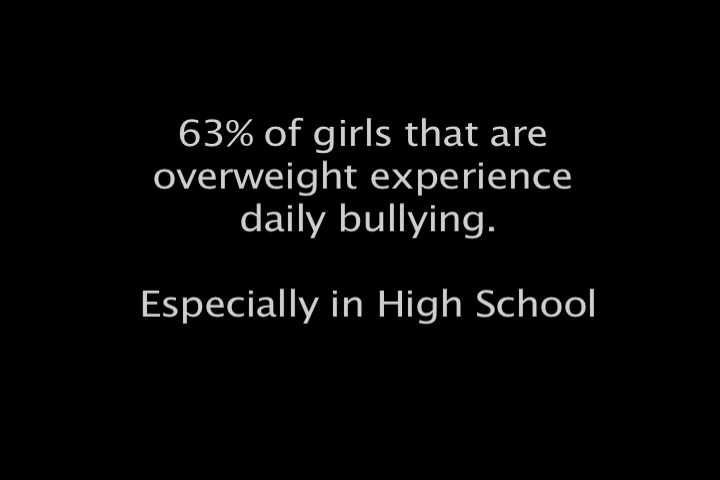 63% of girls that are
overweight experience
daily bullying.
Especially in High School